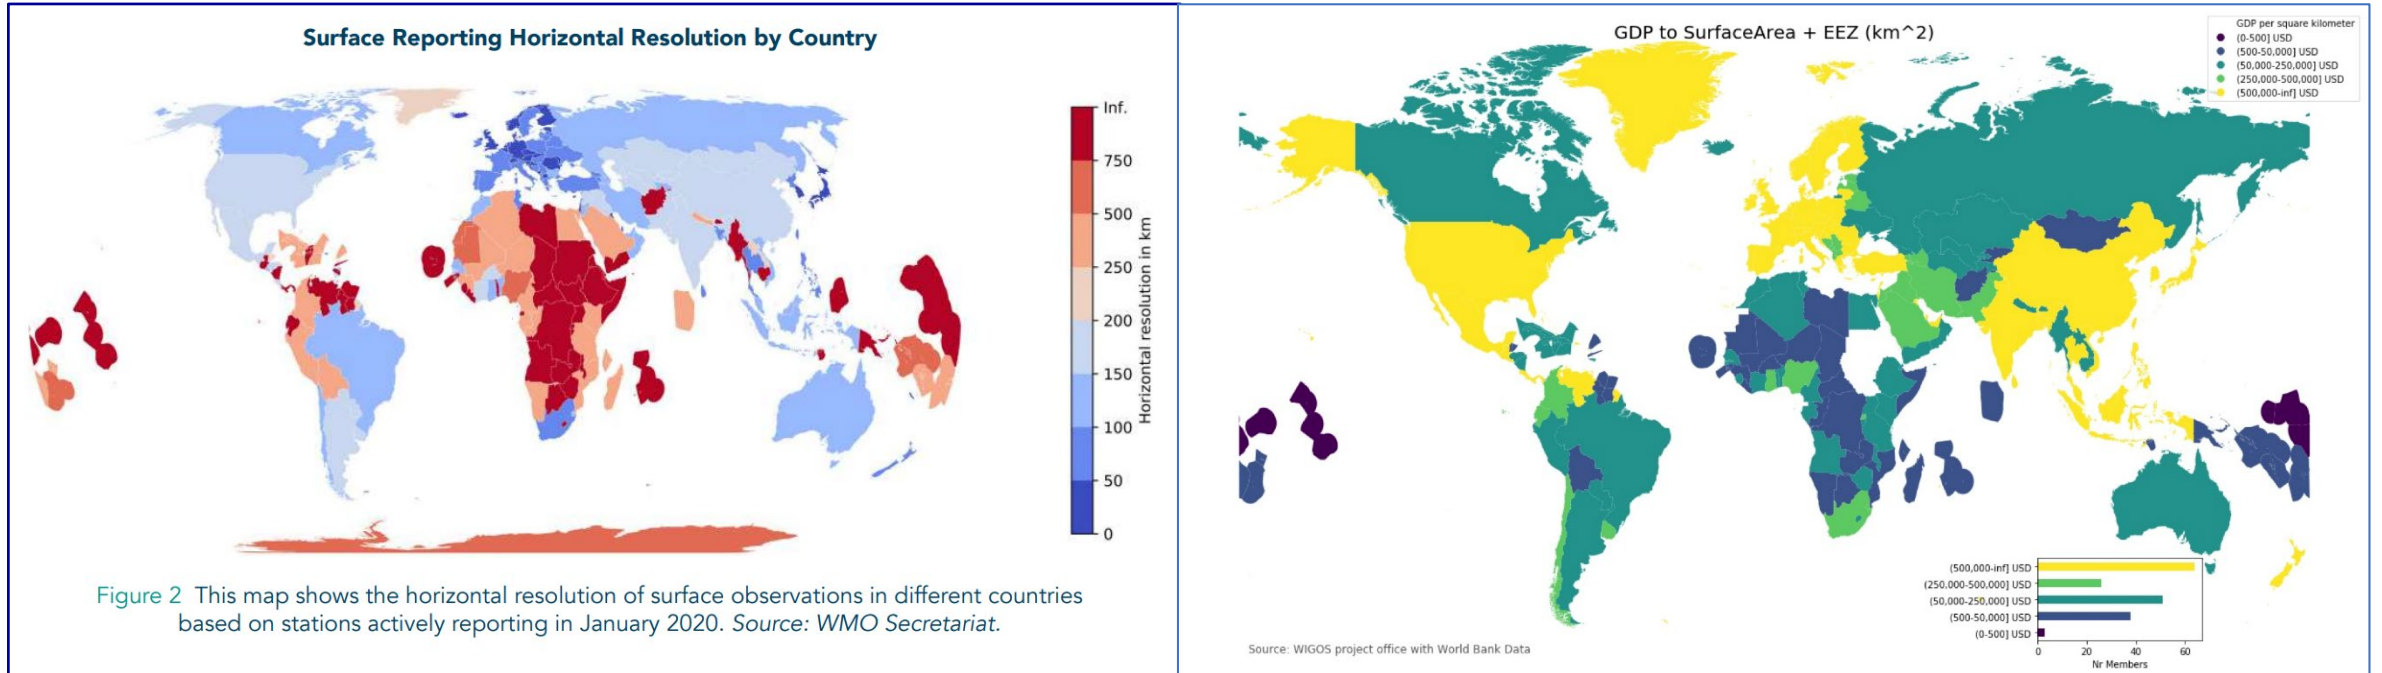 Surface Reporting Horizontal Resolution by Country
Inf.
750
500
250
200
150
100
50
0
Horizontal resolution in km
Figure 2 This map shows the horizontal resolution of surface observations in different countries
based on stations actively reporting in January 2020. Source: WMO Secretariat.
GDP to SurfaceArea + EEZ (km^2)
GDP per square kilometer
(0-500] USD
(500-50,000] USD
(50,000-250,000] USD
(250,000-500,000] USD
(500,000-inf] USD
(500,000-inf] USD
(250,000-500,000] USD
(50,000-250,000] USD
(500-50,000] USD
(0-500] USD
0 20 40 60
Nr Members
Source: WIGOS project office with World Bank Data